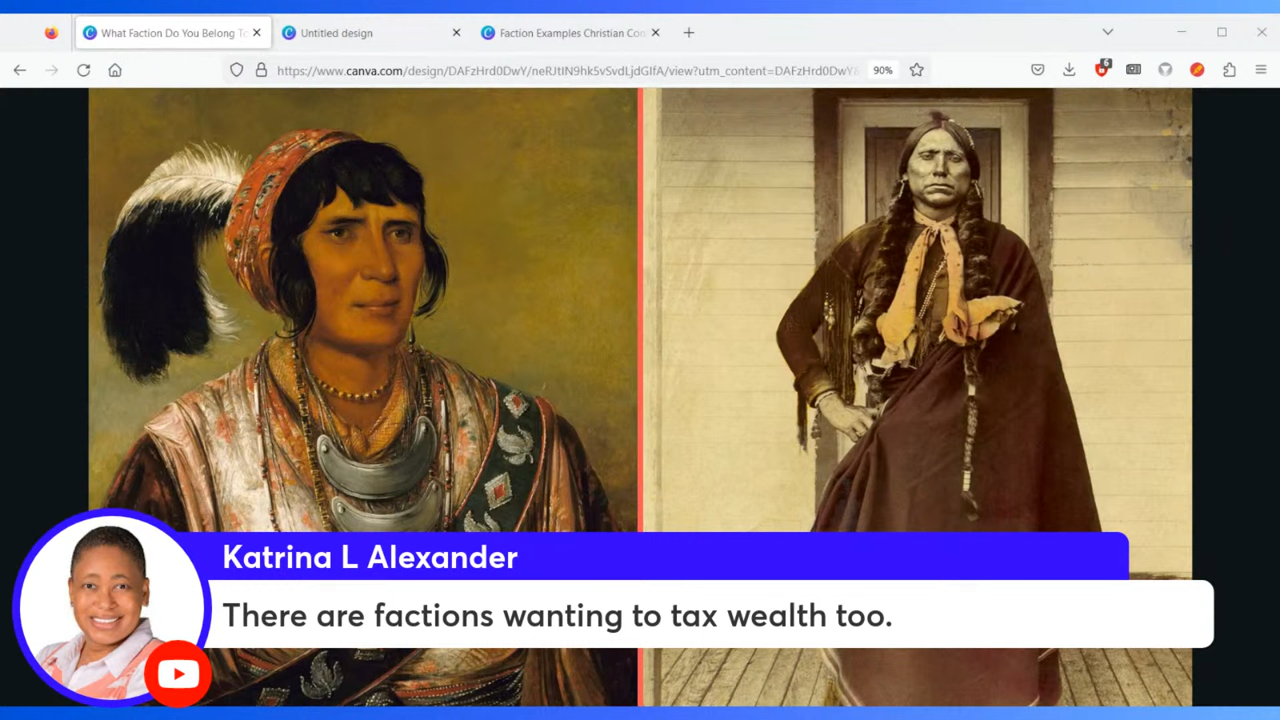 What Faction Do You Belong To
Untitled design
Faction Examples Christian Con
https://www.canva.com/design/DAFzHrd0DwY/neRJtIN9hk5vSvdLjdGIfA/view?utm_content=DAFzHrd0DwY&
90%
6
Katrina L Alexander
There are factions wanting to tax wealth too.